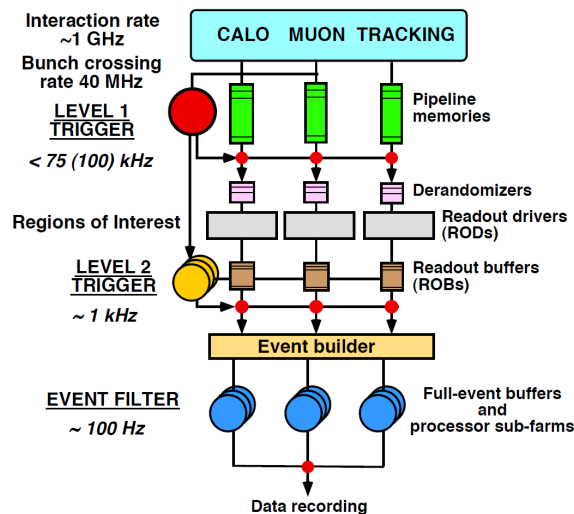 Interaction rate
~1 GHz
CALO MUON TRACKING
Bunch crossing
rate 40 MHz
LEVEL 1
TRIGGER
< 75 (100) kHz
Pipeline
memories
Derandomizers
Regions of Interest
Readout drivers
(RODs)
LEVEL 2
TRIGGER
~ 1 kHz
Readout buffers
(ROBs)
Event builder
EVENT FILTER
~ 100 Hz
Full-event buffers
and
processor sub-farms
Data recording